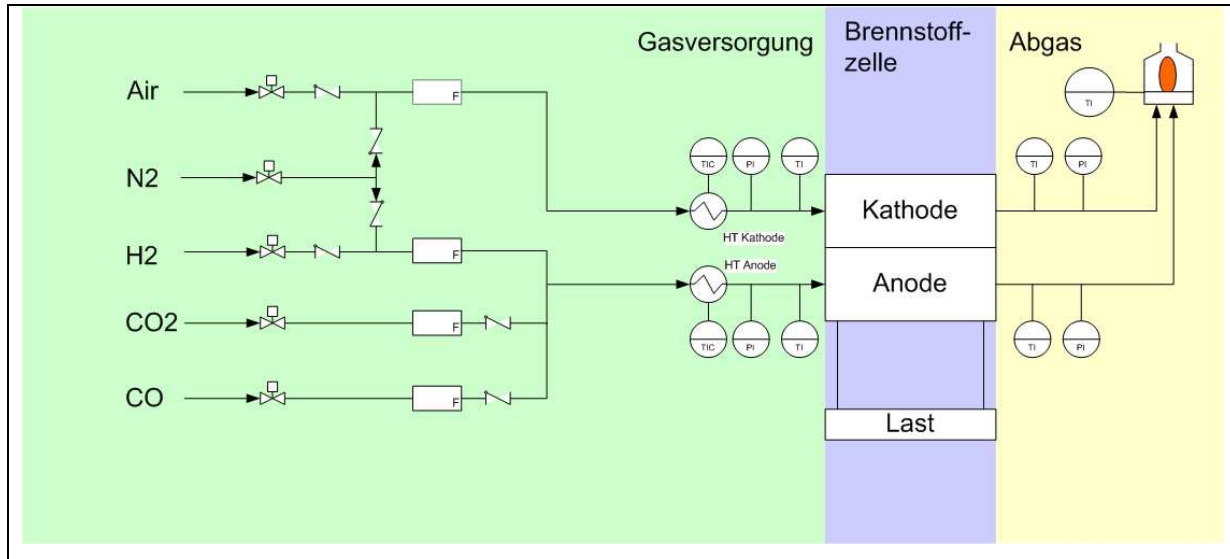 Gasversorgung
Brennstoff-
zelle
Abgas
Air
F
TI
N2
TIC
PI
TI
TI
PI
Kathode
HT Kathode
H2
F
HT Anode
Anode
CO2
F
TIC
PI
TI
TI
PI
CO
F
Last